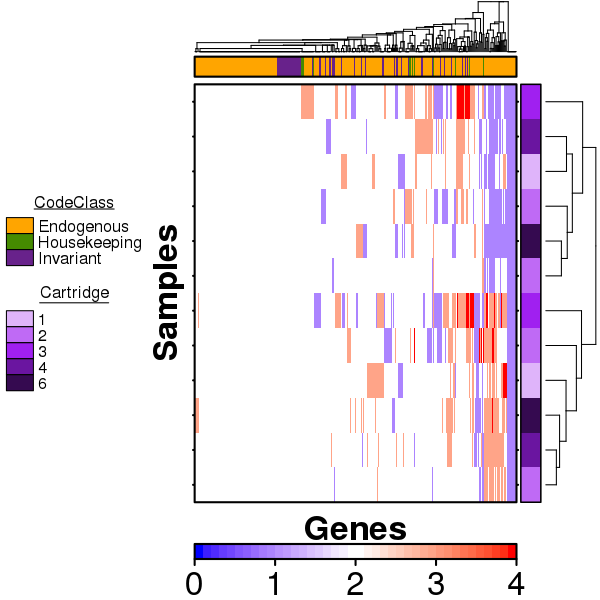 CodeClass
Endogenous
Housekeeping
Invariant
Cartridge
1
2
3
4
6
Samples
Genes
0 1 2 3 4